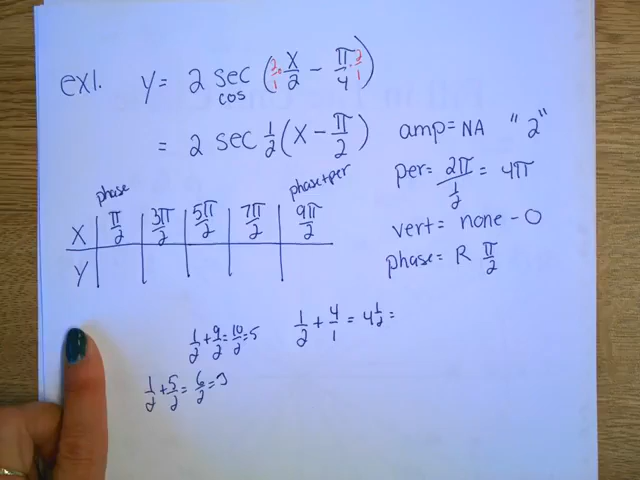 ex1. y = 2 sec (2/1· x/2 − π/4 · 2/1)
cos
= 2 sec 1/2 (x − π/2)
amp = NA "2"
per = 2π / 1/2 = 4π
vert = none - 0
phase = R π/2
phase phase+per
X | π/2 | 3π/2 | 5π/2 | 7π/2 | 9π/2
Y
1/2 + 9/2 = 10/2 = 5
1/2 + 4/1 = 4 1/2 =
1/2 + 5/2 = 6/2 = 3